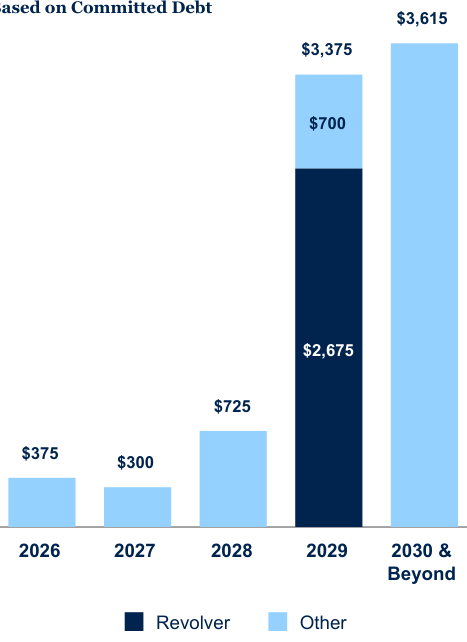 Based on Committed Debt
$3,615
$3,375
$700
$2,675
$725
$375
$300
2026 2027 2028 2029 2030 &
Beyond
Revolver Other